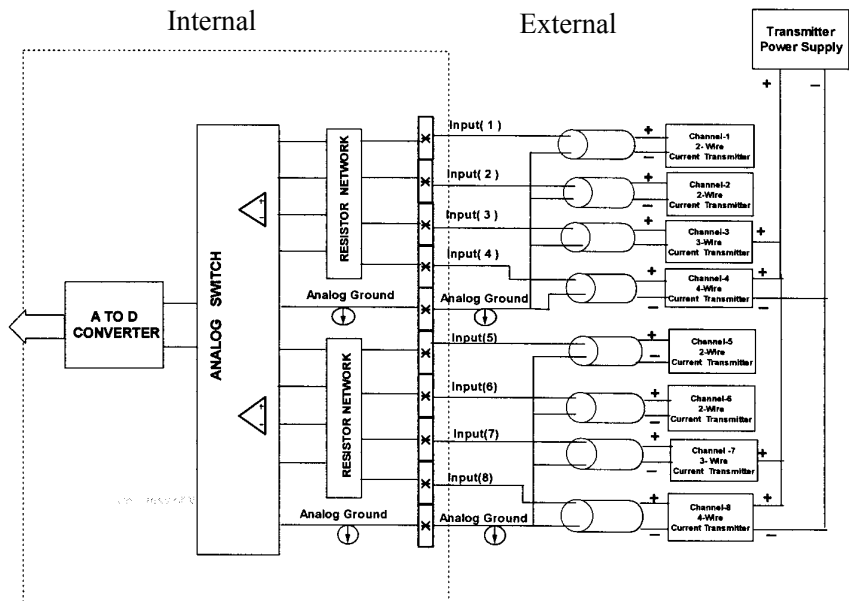 Internal
External
Transmitter
Power Supply
+
−
Input( 1 )
Input( 2 )
Input( 3 )
Input( 4 )
Analog Ground
Analog Ground
Input(5)
Input(6)
Input(7)
Input(8)
Analog Ground
Analog Ground
RESISTOR NETWORK
RESISTOR NETWORK
ANALOG SWITCH
A TO D
CONVERTER
+
−
Channel-1
2- Wire
Current Transmitter
+
−
Channel-2
2- Wire
Current Transmitter
+
−
Channel-3
3-Wire
Current Transmitter
+
+
−
Channel-4
4-Wire
Current Transmitter
+
−
+
−
Channel-5
2-Wire
Current Transmitter
+
−
Channel-6
2-Wire
Current Transmitter
+
−
Channel -7
3- Wire
Current Transmitter
+
+
−
Channel-8
4-Wire
Current Transmitter
+
−